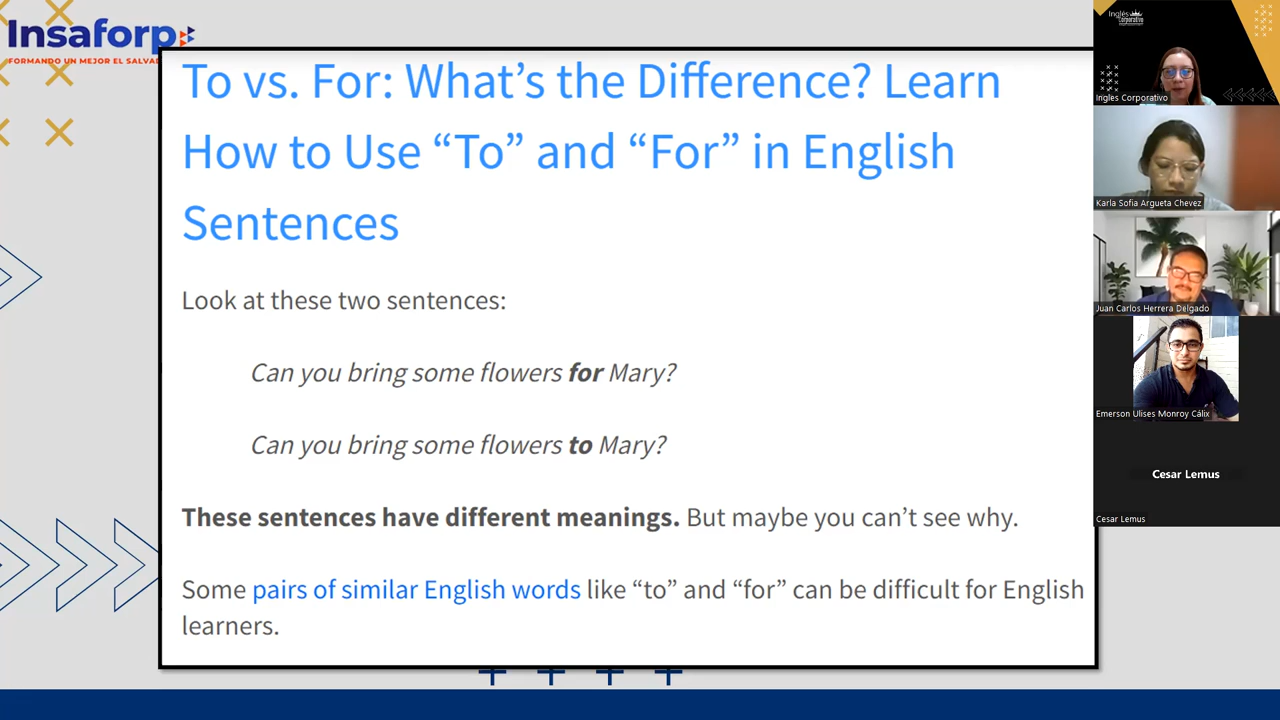 Insaforp
FORMANDO UN MEJOR EL SALVA
To vs. For: What's the Difference? Learn
How to Use “To” and “For” in English
Sentences
Look at these two sentences:
Can you bring some flowers for Mary?
Can you bring some flowers to Mary?
These sentences have different meanings. But maybe you can't see why.
Some pairs of similar English words like “to” and “for” can be difficult for English
learners.
Inglés
Corporativo
Ingles Corporativo
Karla Sofia Argueta Chevez
Juan Carlos Herrera Delgado
Emerson Ulises Monroy Cálix
Cesar Lemus
Cesar Lemus